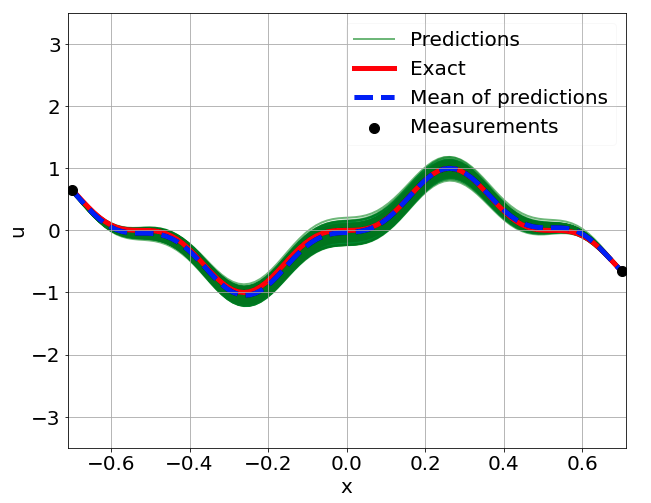 Predictions
Exact
Mean of predictions
Measurements
3
2
1
0
−1
−2
−3
u
−0.6 −0.4 −0.2 0.0 0.2 0.4 0.6
x